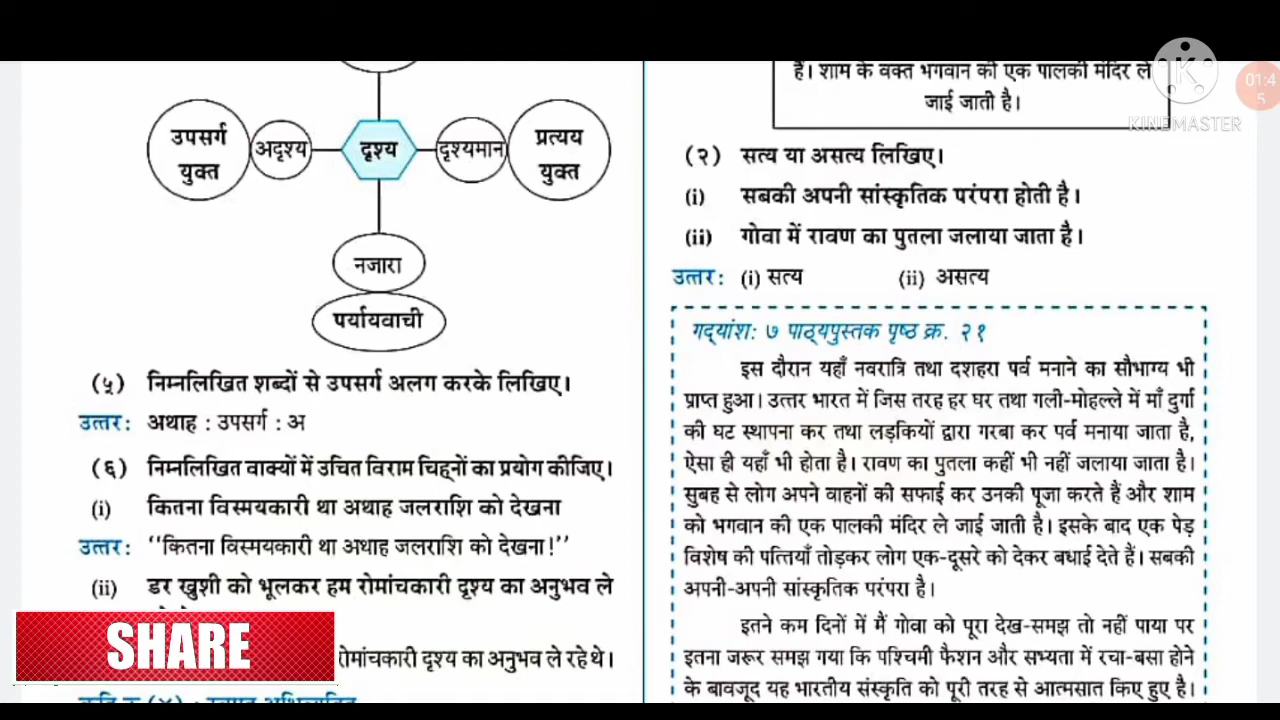 उपसर्ग
युक्त
अदृश्य
दृश्य
दृश्यमान
प्रत्यय
युक्त
नजारा
पर्यायवाची
(५) निम्नलिखित शब्दों से उपसर्ग अलग करके लिखिए।
उत्तर: अथाह : उपसर्ग : अ
(६) निम्नलिखित वाक्यों में उचित विराम चिह्नों का प्रयोग कीजिए।
(i) कितना विस्मयकारी था अथाह जलराशि को देखना
उत्तर: “कितना विस्मयकारी था अथाह जलराशि को देखना!”
(ii) डर खुशी को भूलकर हम रोमांचकारी दृश्य का अनुभव ले
रोमांचकारी दृश्य का अनुभव ले रहे थे।
SHARE
हैं। शाम के वक्त भगवान की एक पालकी मंदिर ले
जाई जाती है।
KINEMASTER
01:4
5
(२) सत्य या असत्य लिखिए।
(i) सबकी अपनी सांस्कृतिक परंपरा होती है।
(ii) गोवा में रावण का पुतला जलाया जाता है।
उत्तर: (i) सत्य (ii) असत्य
गद्यांश: ७ पाठ्यपुस्तक पृष्ठ क्र. २१
इस दौरान यहाँ नवरात्रि तथा दशहरा पर्व मनाने का सौभाग्य भी
प्राप्त हुआ। उत्तर भारत में जिस तरह हर घर तथा गली-मोहल्ले में माँ दुर्गा
की घट स्थापना कर तथा लड़कियों द्वारा गरबा कर पर्व मनाया जाता है,
ऐसा ही यहाँ भी होता है। रावण का पुतला कहीं भी नहीं जलाया जाता है।
सुबह से लोग अपने वाहनों की सफाई कर उनकी पूजा करते हैं और शाम
को भगवान की एक पालकी मंदिर ले जाई जाती है। इसके बाद एक पेड़
विशेष की पत्तियाँ तोड़कर लोग एक-दूसरे को देकर बधाई देते हैं। सबकी
अपनी-अपनी सांस्कृतिक परंपरा है।
इतने कम दिनों में मैं गोवा को पूरा देख-समझ तो नहीं पाया पर
इतना जरूर समझ गया कि पश्चिमी फैशन और सभ्यता में रचा-बसा होने
के बावजूद यह भारतीय संस्कृति को पूरी तरह से आत्मसात किए हुए है।